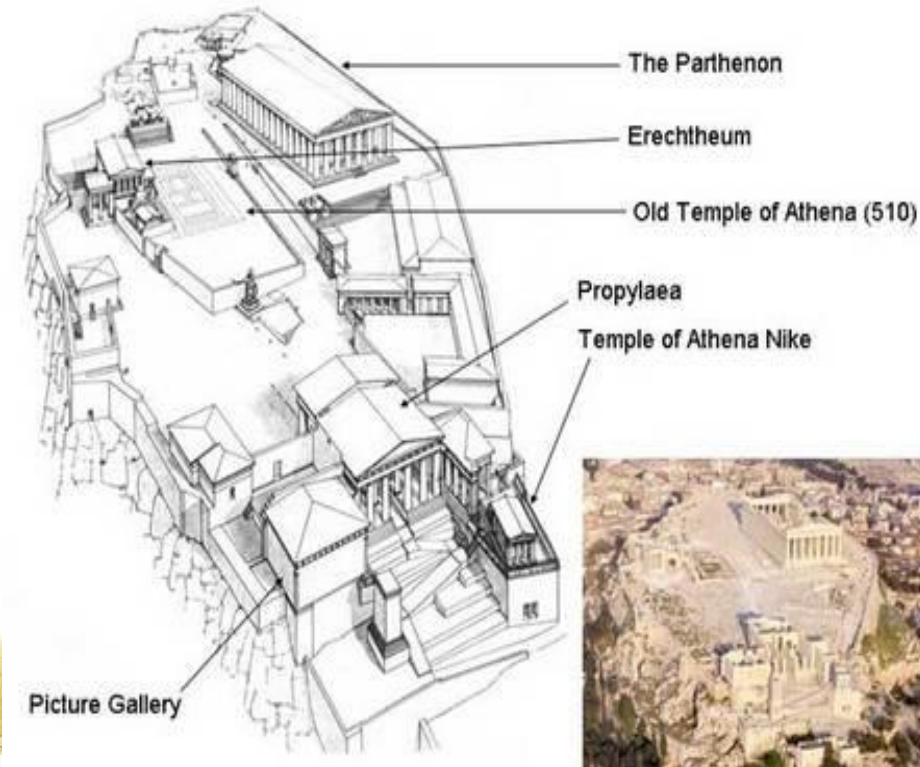 The Parthenon
Erechtheum
Old Temple of Athena (510)
Propylaea
Temple of Athena Nike
Picture Gallery